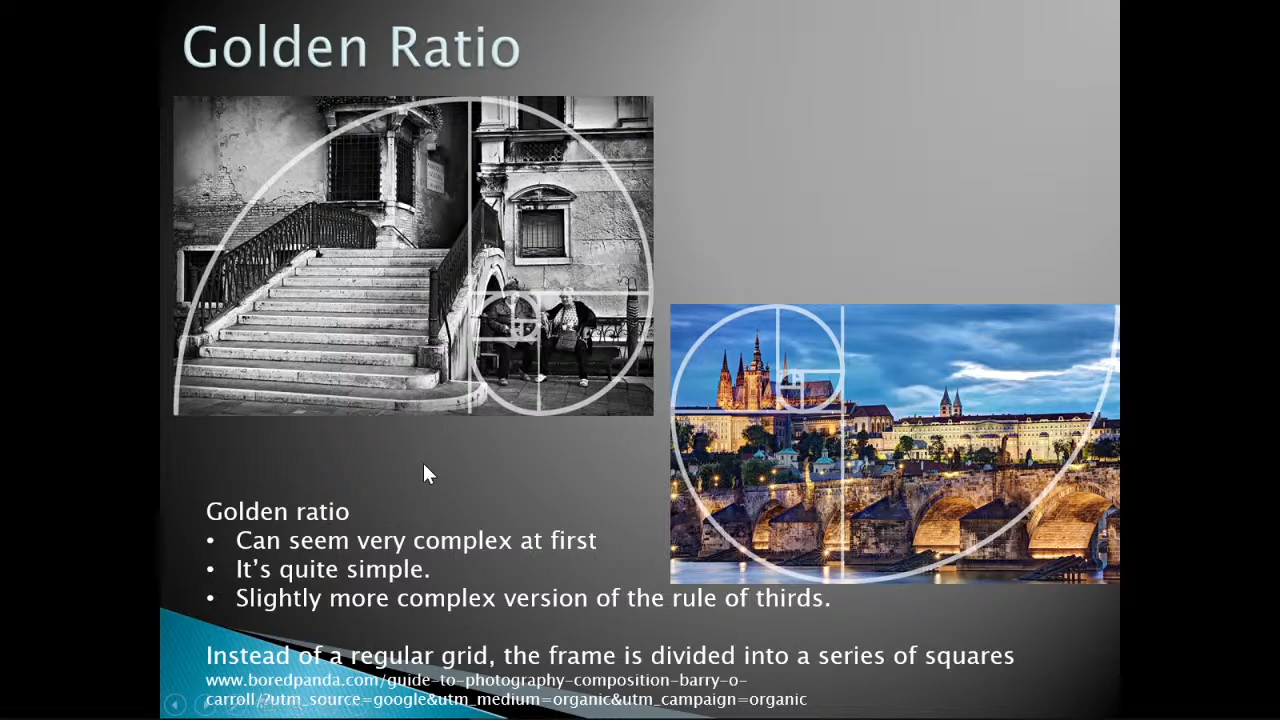 Golden Ratio
Golden ratio
• Can seem very complex at first
• It’s quite simple.
• Slightly more complex version of the rule of thirds.
Instead of a regular grid, the frame is divided into a series of squares
www.boredpanda.com/guide-to-photography-composition-barry-o-
carroll/?utm_source=google&utm_medium=organic&utm_campaign=organic